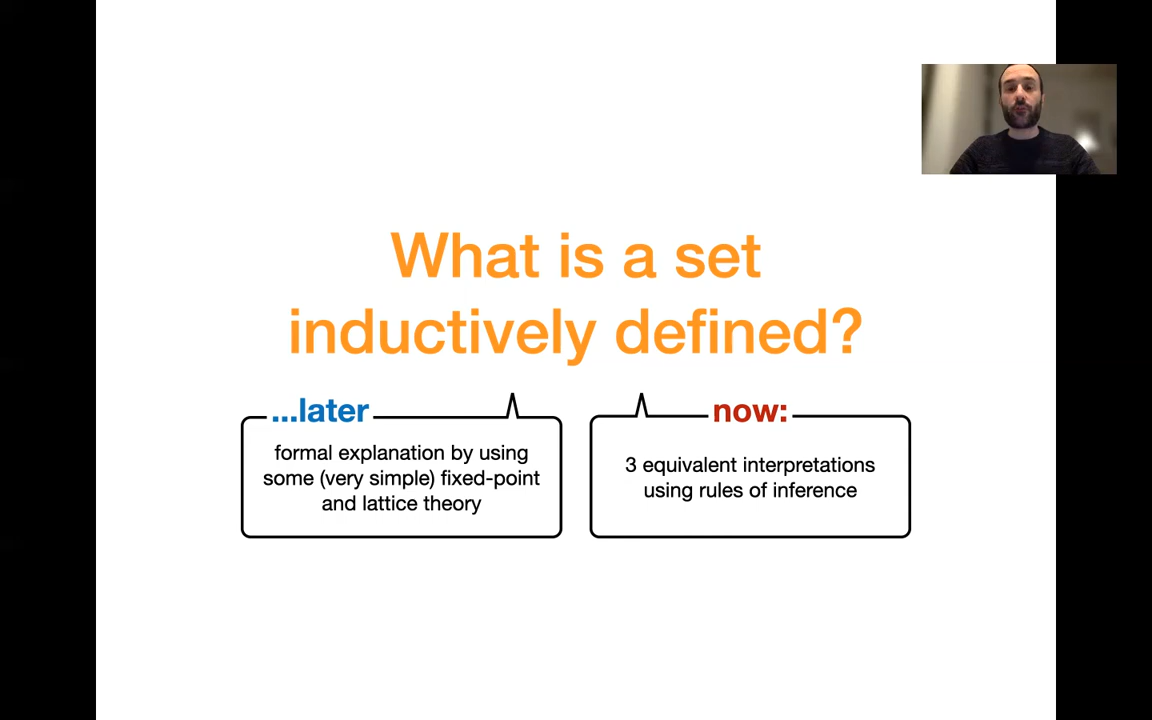 What is a set
inductively defined?
...later
formal explanation by using
some (very simple) fixed-point
and lattice theory
now:
3 equivalent interpretations
using rules of inference